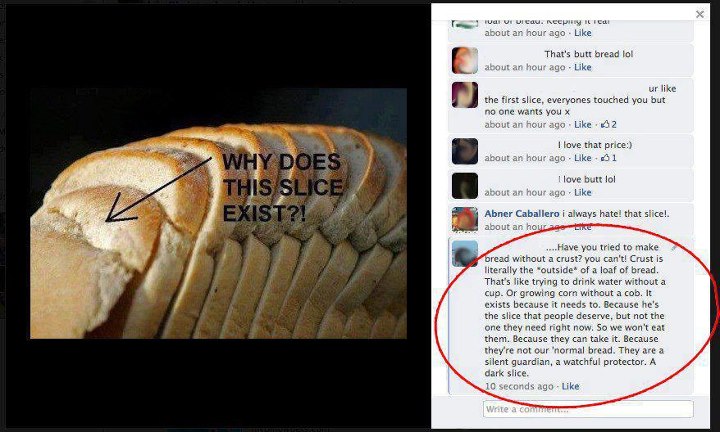 WHY DOES
THIS SLICE
EXIST?!
loaf of bread. Keeping it real
about an hour ago · Like
That's butt bread lol
about an hour ago · Like
ur like
the first slice, everyones touched you but
no one wants you x
about an hour ago · Like · 2
I love that price:)
about an hour ago · Like · 1
I love butt lol
about an hour ago · Like
Abner Caballero i always hate! that slice!.
about an hour ago · Like
....Have you tried to make
bread without a crust? you can't! Crust is
literally the *outside* of a loaf of bread.
That's like trying to drink water without a
cup. Or growing corn without a cob. It
exists because it needs to. Because he's
the slice that people deserve, but not the
one they need right now. So we won't eat
them. Because they can take it. Because
they're not our 'normal bread. They are a
silent guardian, a watchful protector. A
dark slice.
10 seconds ago · Like
Write a comment...